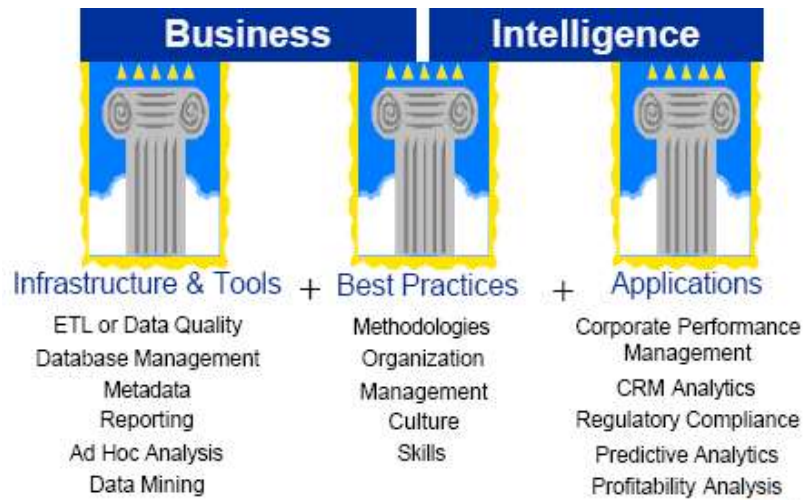 Business Intelligence
Infrastructure & Tools + Best Practices + Applications
ETL or Data Quality
Database Management
Metadata
Reporting
Ad Hoc Analysis
Data Mining
Methodologies
Organization
Management
Culture
Skills
Corporate Performance
Management
CRM Analytics
Regulatory Compliance
Predictive Analytics
Profitability Analysis